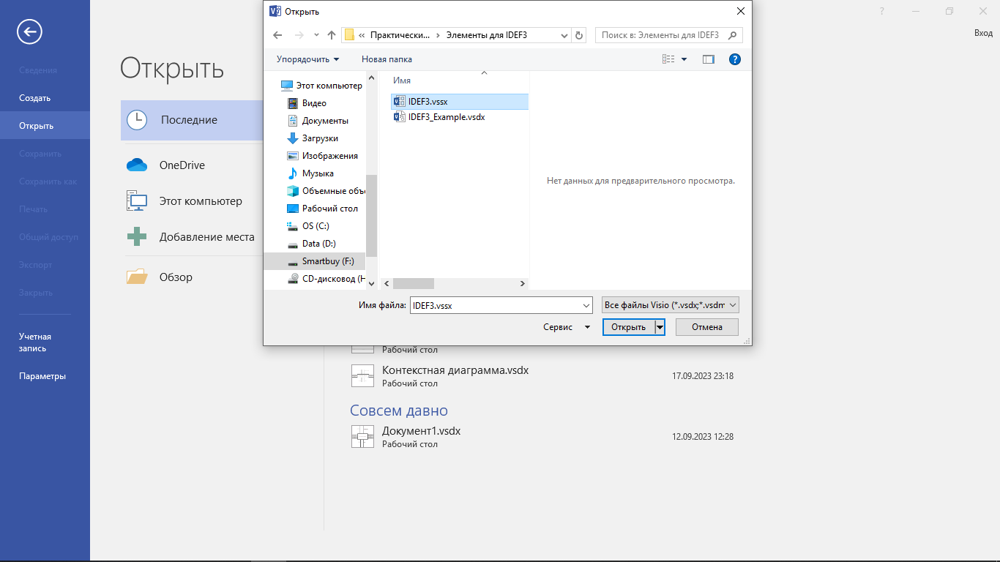 Открыть
Практически...
Элементы для IDEF3
Поиск в: Элементы для IDEF3
Упорядочить
Новая папка
Вход
Сведения
Создать
Открыть
Сохранить
Сохранить как
Печать
Общий доступ
Экспорт
Закрыть
Учетная
запись
Параметры
Открыть
Последние
OneDrive
Этот компьютер
Добавление места
Обзор
Этот компьютер
Видео
Документы
Загрузки
Изображения
Музыка
Объемные объ
Рабочий стол
OS (C:)
Data (D:)
Smartbuy (F:)
CD-дисковод (H
Имя
IDEF3.vssx
IDEF3_Example.vsdx
Нет данных для предварительного просмотра.
Имя файла:
IDEF3.vssx
Все файлы Visio (*.vsdx;*.vsdm
Сервис
Открыть
Отмена
Рабочий стол
Контекстная диаграмма.vsdx
17.09.2023 23:18
Рабочий стол
Совсем давно
Документ1.vsdx
12.09.2023 12:28
Рабочий стол